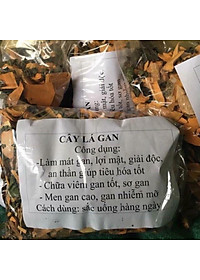 CÂY LÁ GAN
Công dụng:
-Làm mát gan, lợi mật, giải độc,
an thần giúp tiêu hóa tốt
- Chữa viêm gan tốt, sơ gan
- Men gan cao, gan nhiễm mỡ
Cách dùng: sắc uống hàng ngày